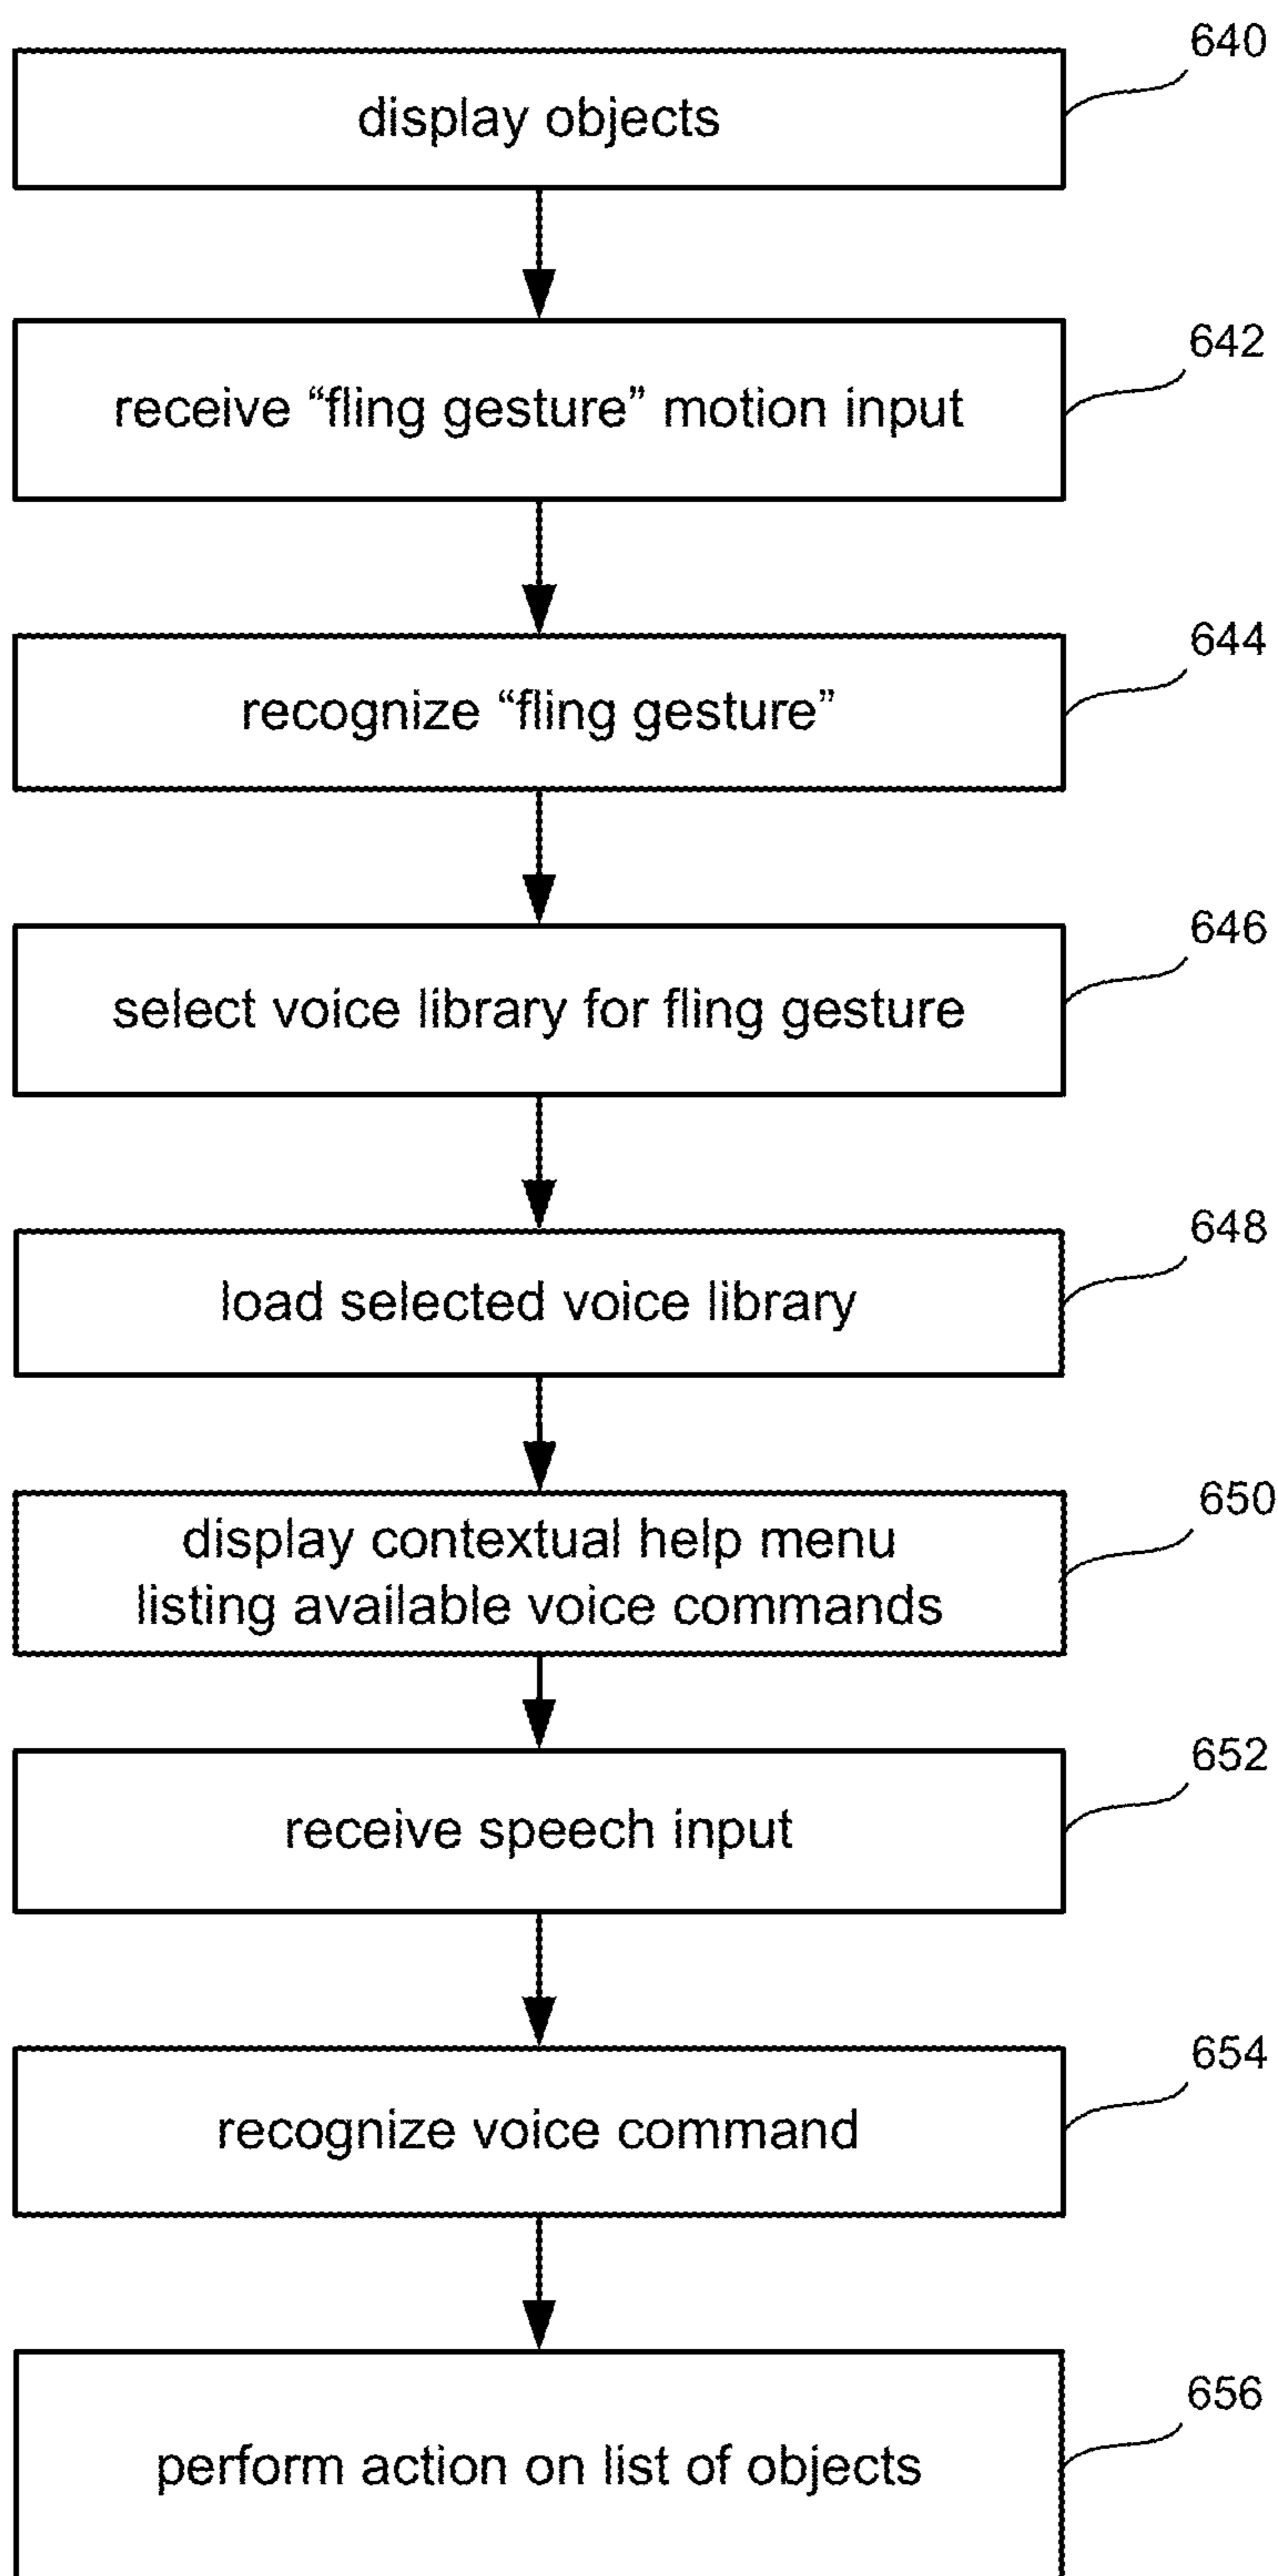 640
display objects
642
receive “fling gesture” motion input
644
recognize “fling gesture”
646
select voice library for fling gesture
648
load selected voice library
650
display contextual help menu
listing available voice commands
652
receive speech input
654
recognize voice command
656
perform action on list of objects